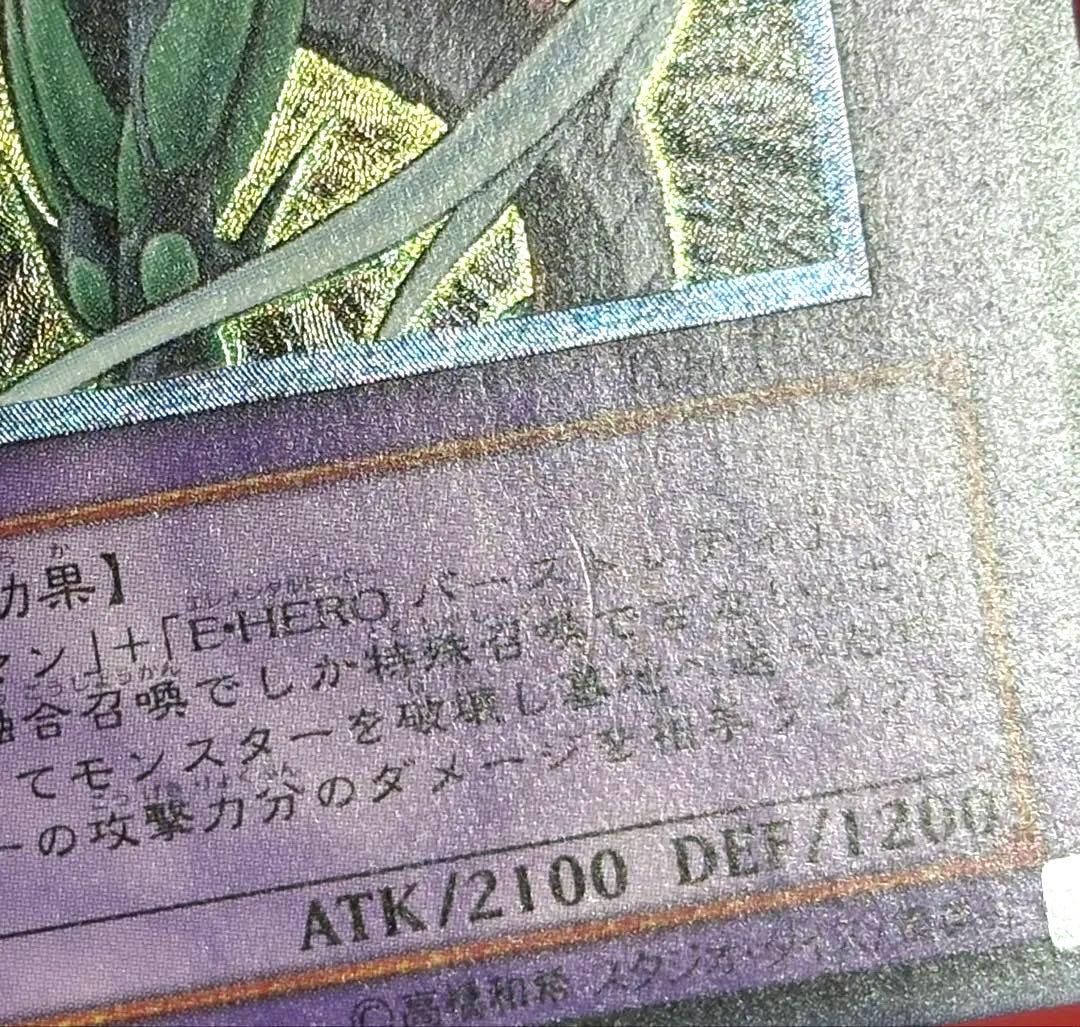 効果】
ン」+「E・HERO バーストレディ」
融合召喚でしか特殊召喚できない。
てモンスターを破壊し墓地へ送った
ーの攻撃力分のダメージを相手ライフ
ATK/2100 DEF/1200
©高橋和希 スタジオ・ダイス/